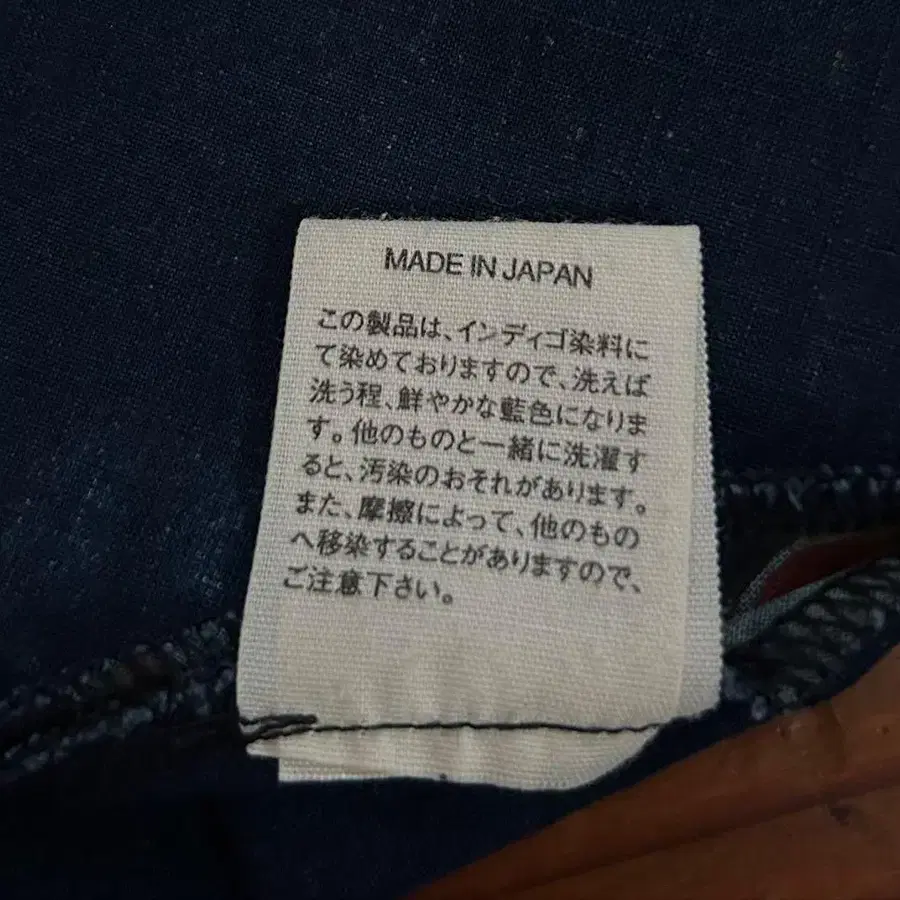 MADE IN JAPAN
この製品は、インディゴ染料に
て染めておりますので、洗えば
洗う程、鮮やかな藍色になりま
す。他のものと一緒に洗濯す
ると、汚染のおそれがあります。
また、摩擦によって、他のもの
へ移染することがありますので、
ご注意下さい。